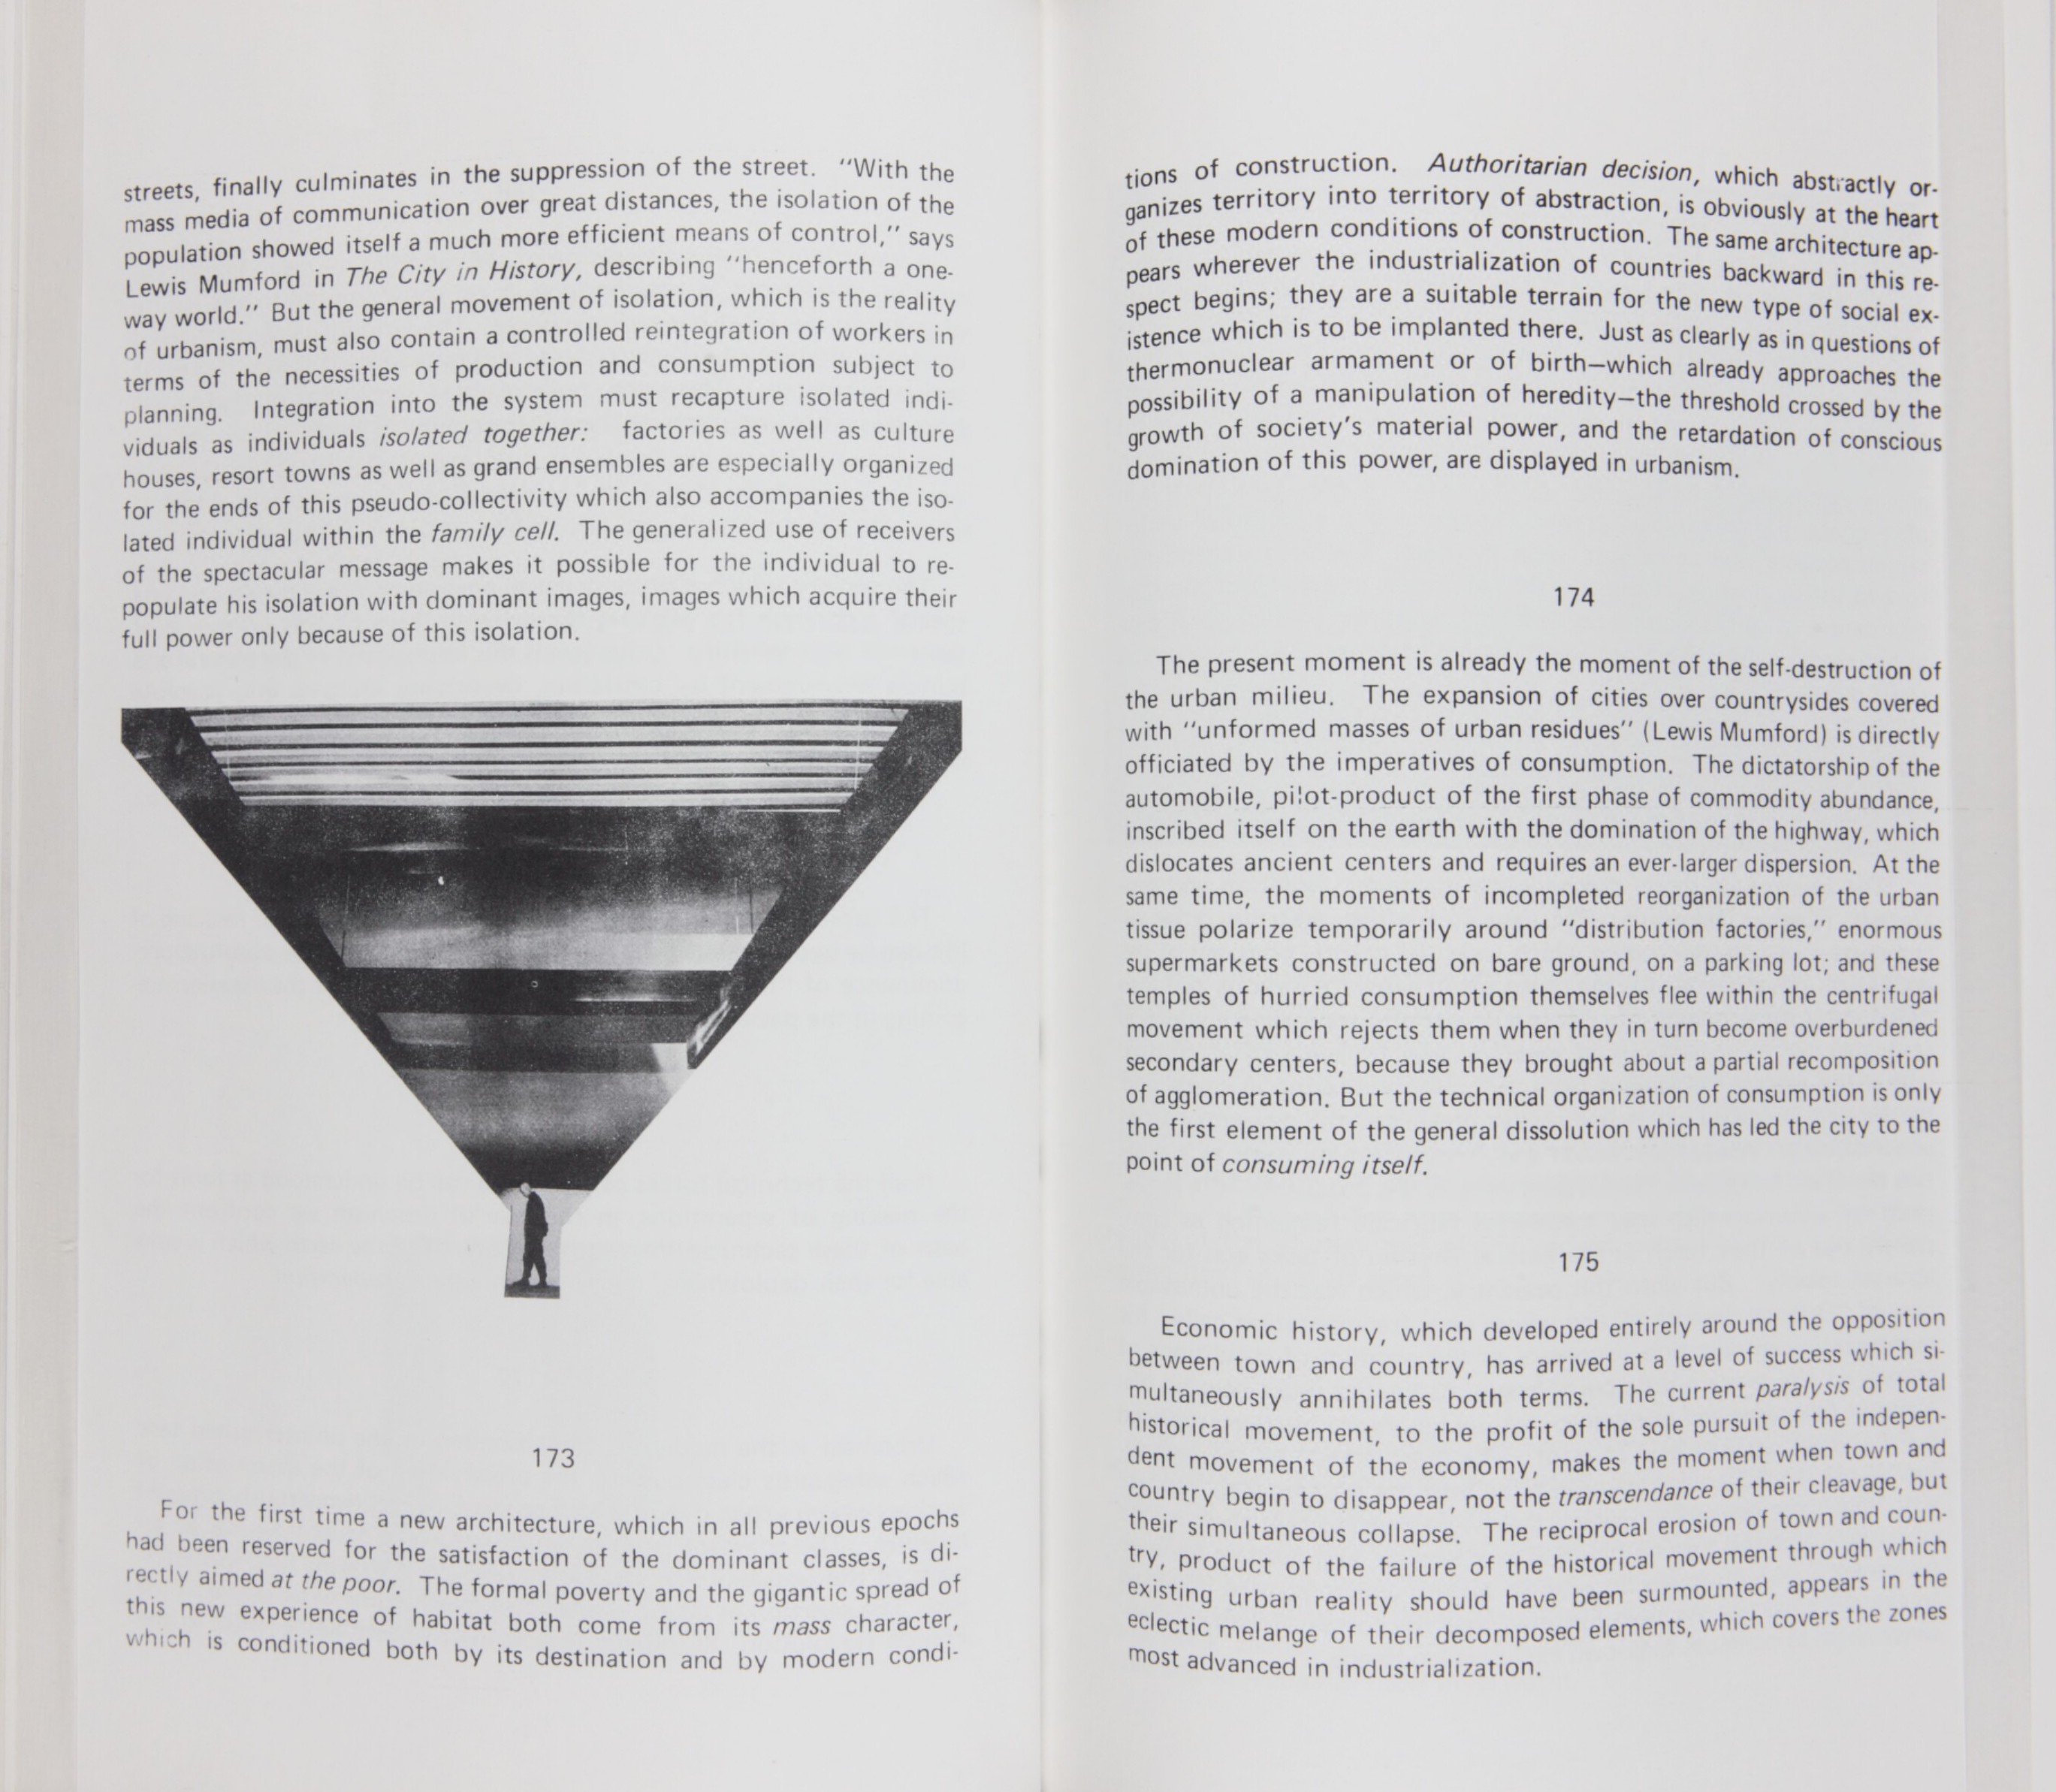 streets, finally culminates in the suppression of the street. "With the
mass media of communication over great distances, the isolation of the
population showed itself a much more efficient means of control," says
Lewis Mumford in The City in History, describing "henceforth a one-
way world." But the general movement of isolation, which is the reality
of urbanism, must also contain a controlled reintegration of workers in
terms of the necessities of production and consumption subject to
planning. Integration into the system must recapture isolated indi-
viduals as individuals isolated together: factories as well as culture
houses, resort towns as well as grand ensembles are especially organized
for the ends of this pseudo-collectivity which also accompanies the iso-
lated individual within the family cell. The generalized use of receivers
of the spectacular message makes it possible for the individual to re-
populate his isolation with dominant images, images which acquire their
full power only because of this isolation.
173
For the first time a new architecture, which in all previous epochs
had been reserved for the satisfaction of the dominant classes, is di-
rectly aimed at the poor. The formal poverty and the gigantic spread of
this new experience of habitat both come from its mass character,
which is conditioned both by its destination and by modern condi-
tions of construction. Authoritarian decision, which abstractly or-
ganizes territory into territory of abstraction, is obviously at the heart
of these modern conditions of construction. The same architecture ap-
pears wherever the industrialization of countries backward in this re-
spect begins; they are a suitable terrain for the new type of social ex-
istence which is to be implanted there. Just as clearly as in questions of
thermonuclear armament or of birth—which already approaches the
possibility of a manipulation of heredity—the threshold crossed by the
growth of society's material power, and the retardation of conscious
domination of this power, are displayed in urbanism.
174
The present moment is already the moment of the self-destruction of
the urban milieu. The expansion of cities over countrysides covered
with "unformed masses of urban residues" (Lewis Mumford) is directly
officiated by the imperatives of consumption. The dictatorship of the
automobile, pilot-product of the first phase of commodity abundance,
inscribed itself on the earth with the domination of the highway, which
dislocates ancient centers and requires an ever-larger dispersion. At the
same time, the moments of incompleted reorganization of the urban
tissue polarize temporarily around "distribution factories," enormous
supermarkets constructed on bare ground, on a parking lot; and these
temples of hurried consumption themselves flee within the centrifugal
movement which rejects them when they in turn become overburdened
secondary centers, because they brought about a partial recomposition
of agglomeration. But the technical organization of consumption is only
the first element of the general dissolution which has led the city to the
point of consuming itself.
175
Economic history, which developed entirely around the opposition
between town and country, has arrived at a level of success which si-
multaneously annihilates both terms. The current paralysis of total
historical movement, to the profit of the sole pursuit of the indepen-
dent movement of the economy, makes the moment when town and
country begin to disappear, not the transcendance of their cleavage, but
their simultaneous collapse. The reciprocal erosion of town and coun-
try, product of the failure of the historical movement through which
existing urban reality should have been surmounted, appears in the
eclectic melange of their decomposed elements, which covers the zones
most advanced in industrialization.